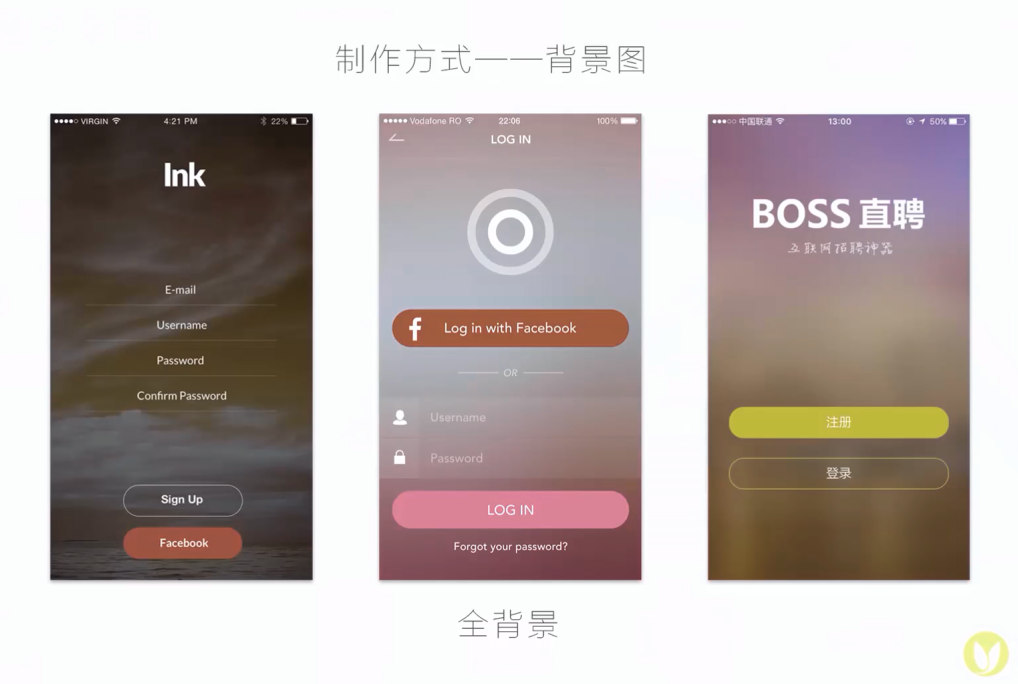 制作方式——背景图
VIRGIN 4:21 PM 22%
Ink
E-mail
Username
Password
Confirm Password
Sign Up
Facebook
Vodafone RO 22:06 100%
LOG IN
Log in with Facebook
OR
Username
Password
LOG IN
Forgot your password?
中国联通 13:00 50%
BOSS 直聘
互联网招聘神器
注册
登录
全背景